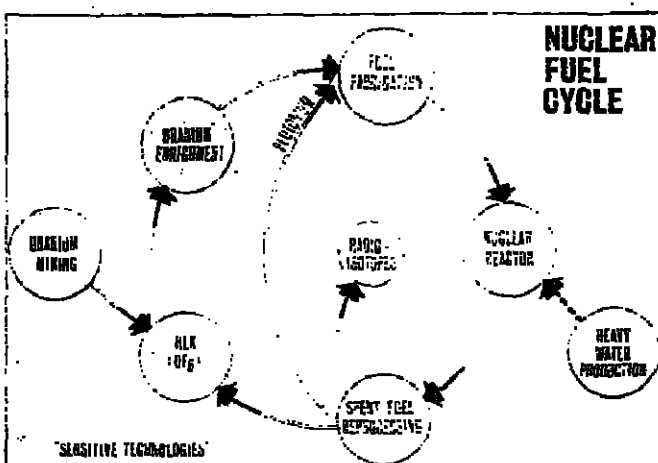 NUCLEAR
FUEL
CYCLE
FUEL
FABRICATION
URANIUM
ENRICHMENT
URANIUM
MINING
RADIO-
ISOTOPES
NUCLEAR
REACTOR
HEAVY
WATER
PRODUCTION
SPENT FUEL
REPROCESSING
"SENSITIVE TECHNOLOGIES"